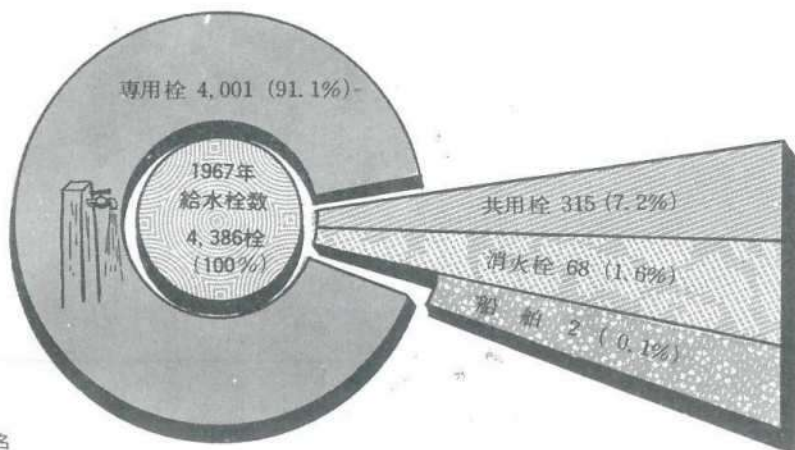 専用栓 4,001 (91.1%)
1967年
給水栓数
4,386栓
(100%)
共用栓 315 (7.2%)
消火栓 68 (1.6%)
船舶 2 (0.1%)
名